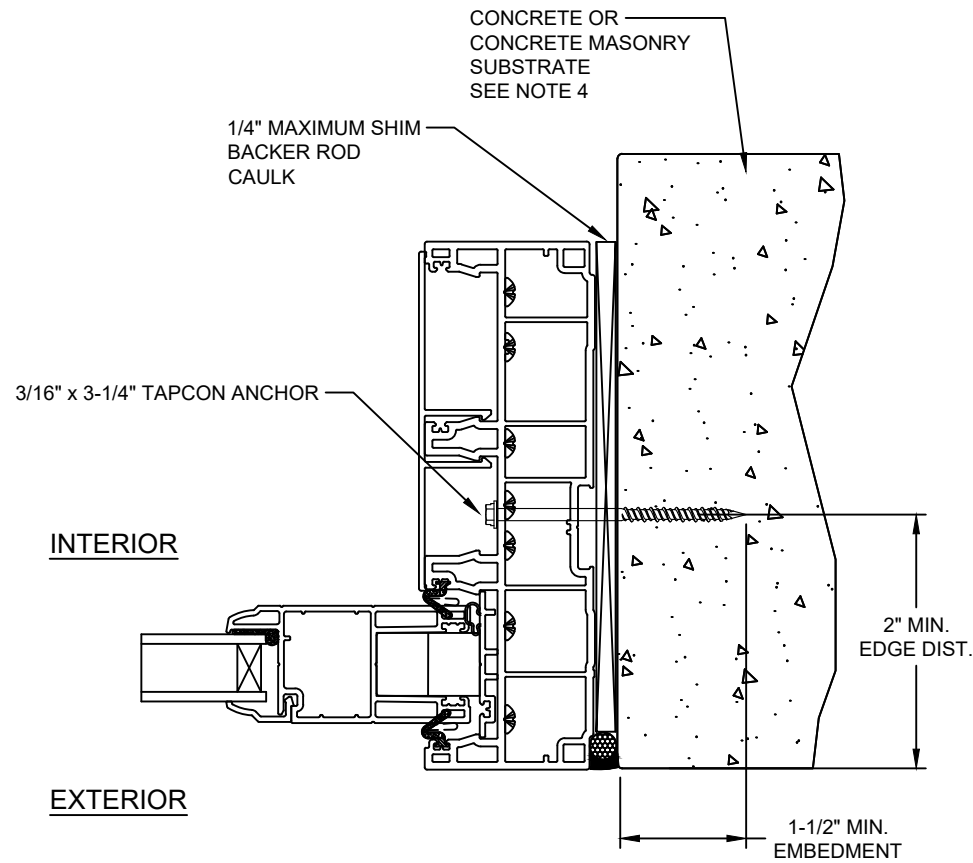 CONCRETE OR
CONCRETE MASONRY
SUBSTRATE
SEE NOTE 4
1/4" MAXIMUM SHIM
BACKER ROD
CAULK
3/16" x 3-1/4" TAPCON ANCHOR
INTERIOR
2" MIN.
EDGE DIST.
EXTERIOR
1-1/2" MIN.
EMBEDMENT